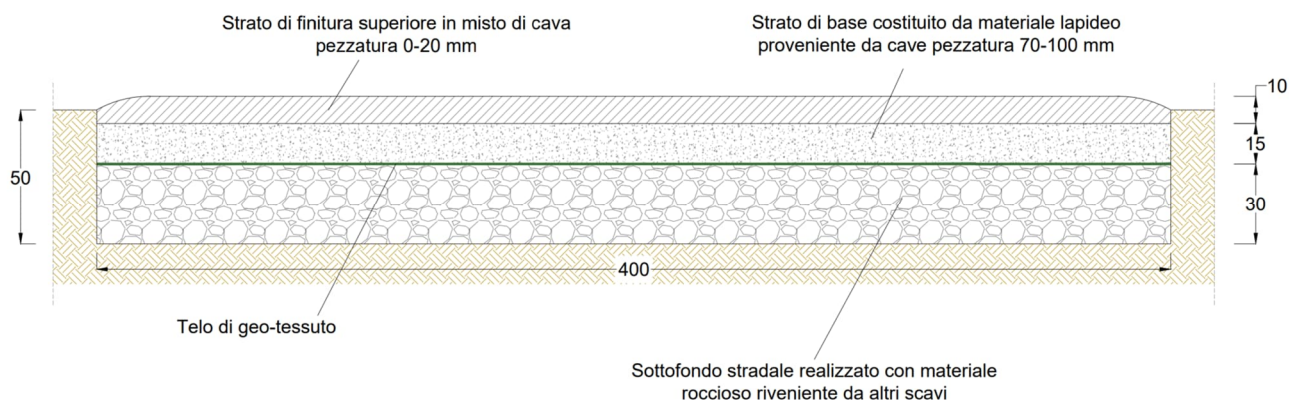 Strato di finitura superiore in misto di cava
pezzatura 0-20 mm
Strato di base costituito da materiale lapideo
proveniente da cave pezzatura 70-100 mm
10
15
50
30
400
Telo di geo-tessuto
Sottofondo stradale realizzato con materiale
roccioso riveniente da altri scavi